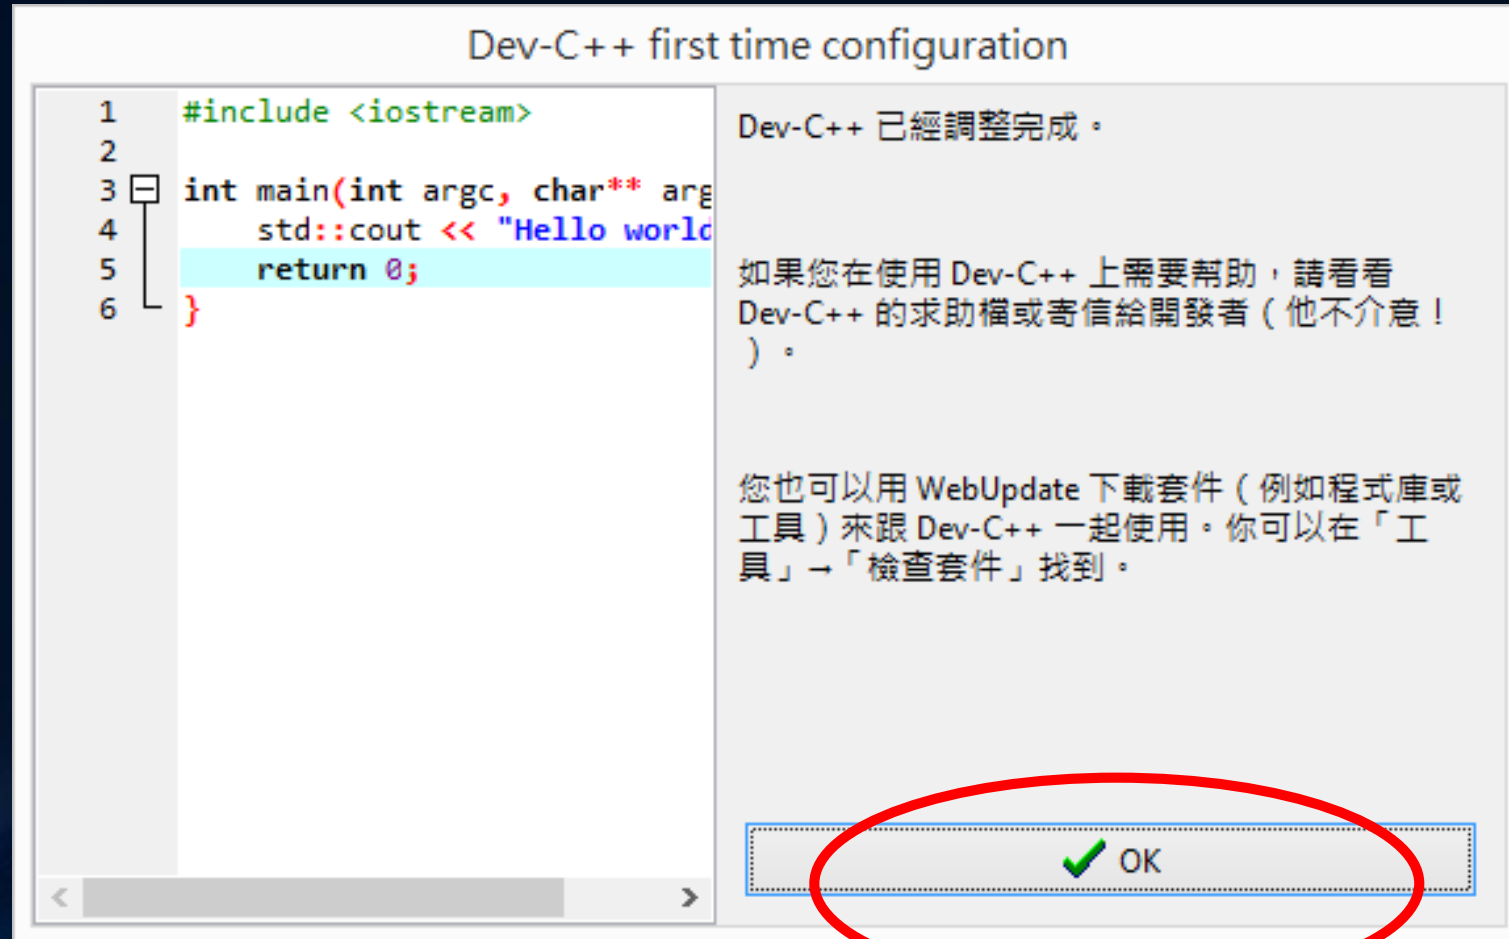 Dev-C++ first time configuration
1 #include <iostream>
2
3 int main(int argc, char** arg
4 std::cout << "Hello world
5 return 0;
6 }
Dev-C++ 已經調整完成。
如果您在使用 Dev-C++ 上需要幫助，請看看
Dev-C++ 的求助檔或寄信給開發者（他不介意！
）。
您也可以用 WebUpdate 下載套件（例如程式庫或
工具）來跟 Dev-C++ 一起使用。你可以在「工
具」→「檢查套件」找到。
OK